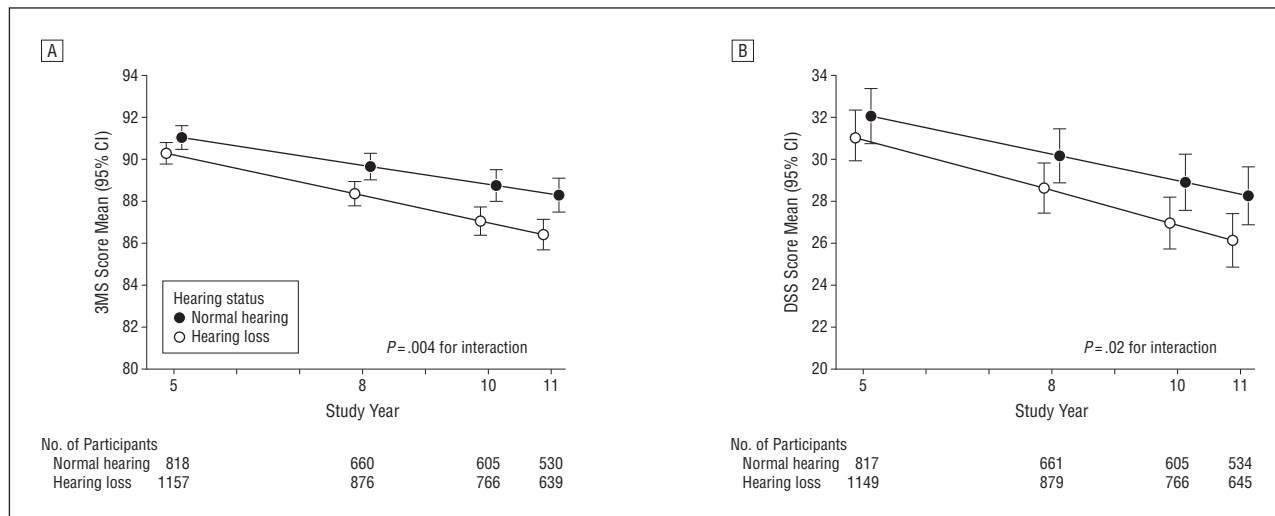 A
94
92
90
88
86
84
82
80
3MS Score Mean (95% CI)
Hearing status
Normal hearing
Hearing loss
P = .004 for interaction
5
8
10
11
Study Year
No. of Participants
Normal hearing 818 660 605 530
Hearing loss 1157 876 766 639
B
34
32
30
28
26
24
22
20
DSS Score Mean (95% CI)
P = .02 for interaction
5
8
10
11
Study Year
No. of Participants
Normal hearing 817 661 605 534
Hearing loss 1149 879 766 645